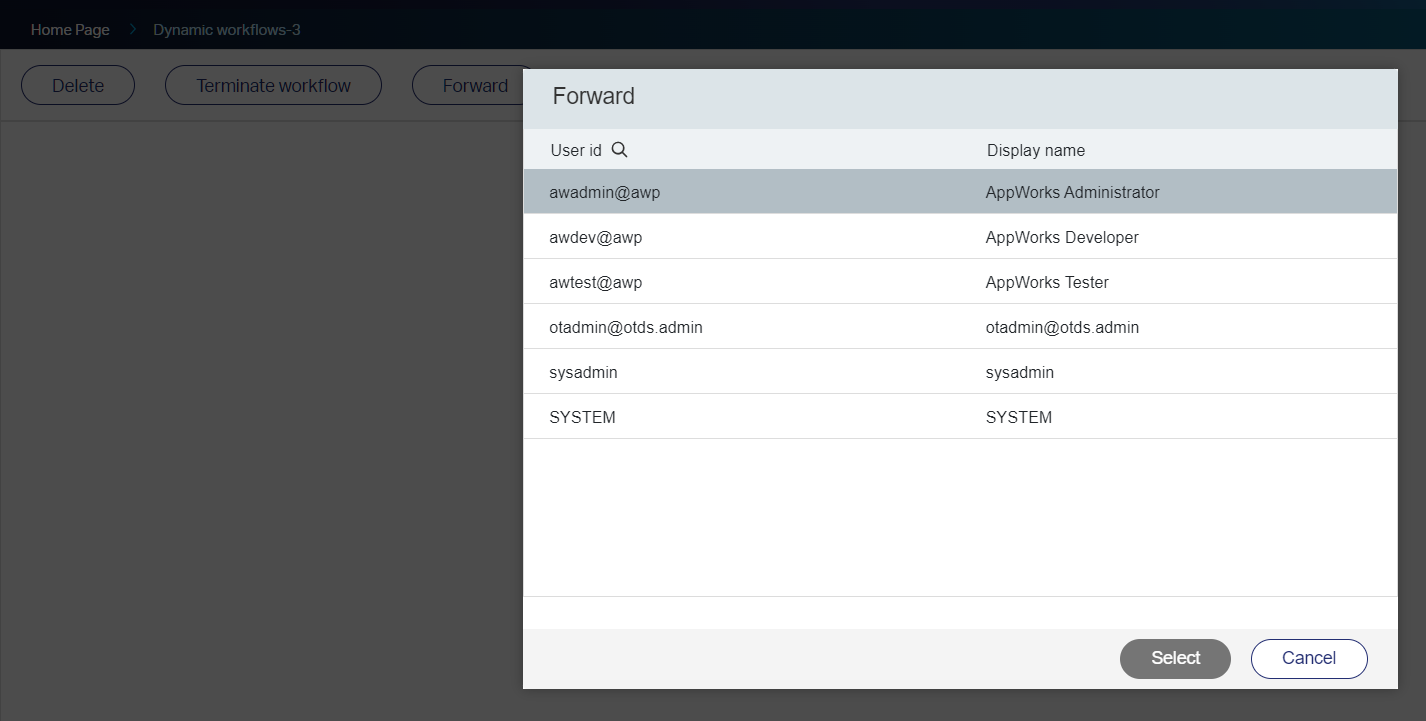 Home Page Dynamic workflows-3
Delete Terminate workflow Forward
Forward
User id Display name
awadmin@awp AppWorks Administrator
awdev@awp AppWorks Developer
awtest@awp AppWorks Tester
otadmin@otds.admin otadmin@otds.admin
sysadmin sysadmin
SYSTEM SYSTEM
Select Cancel